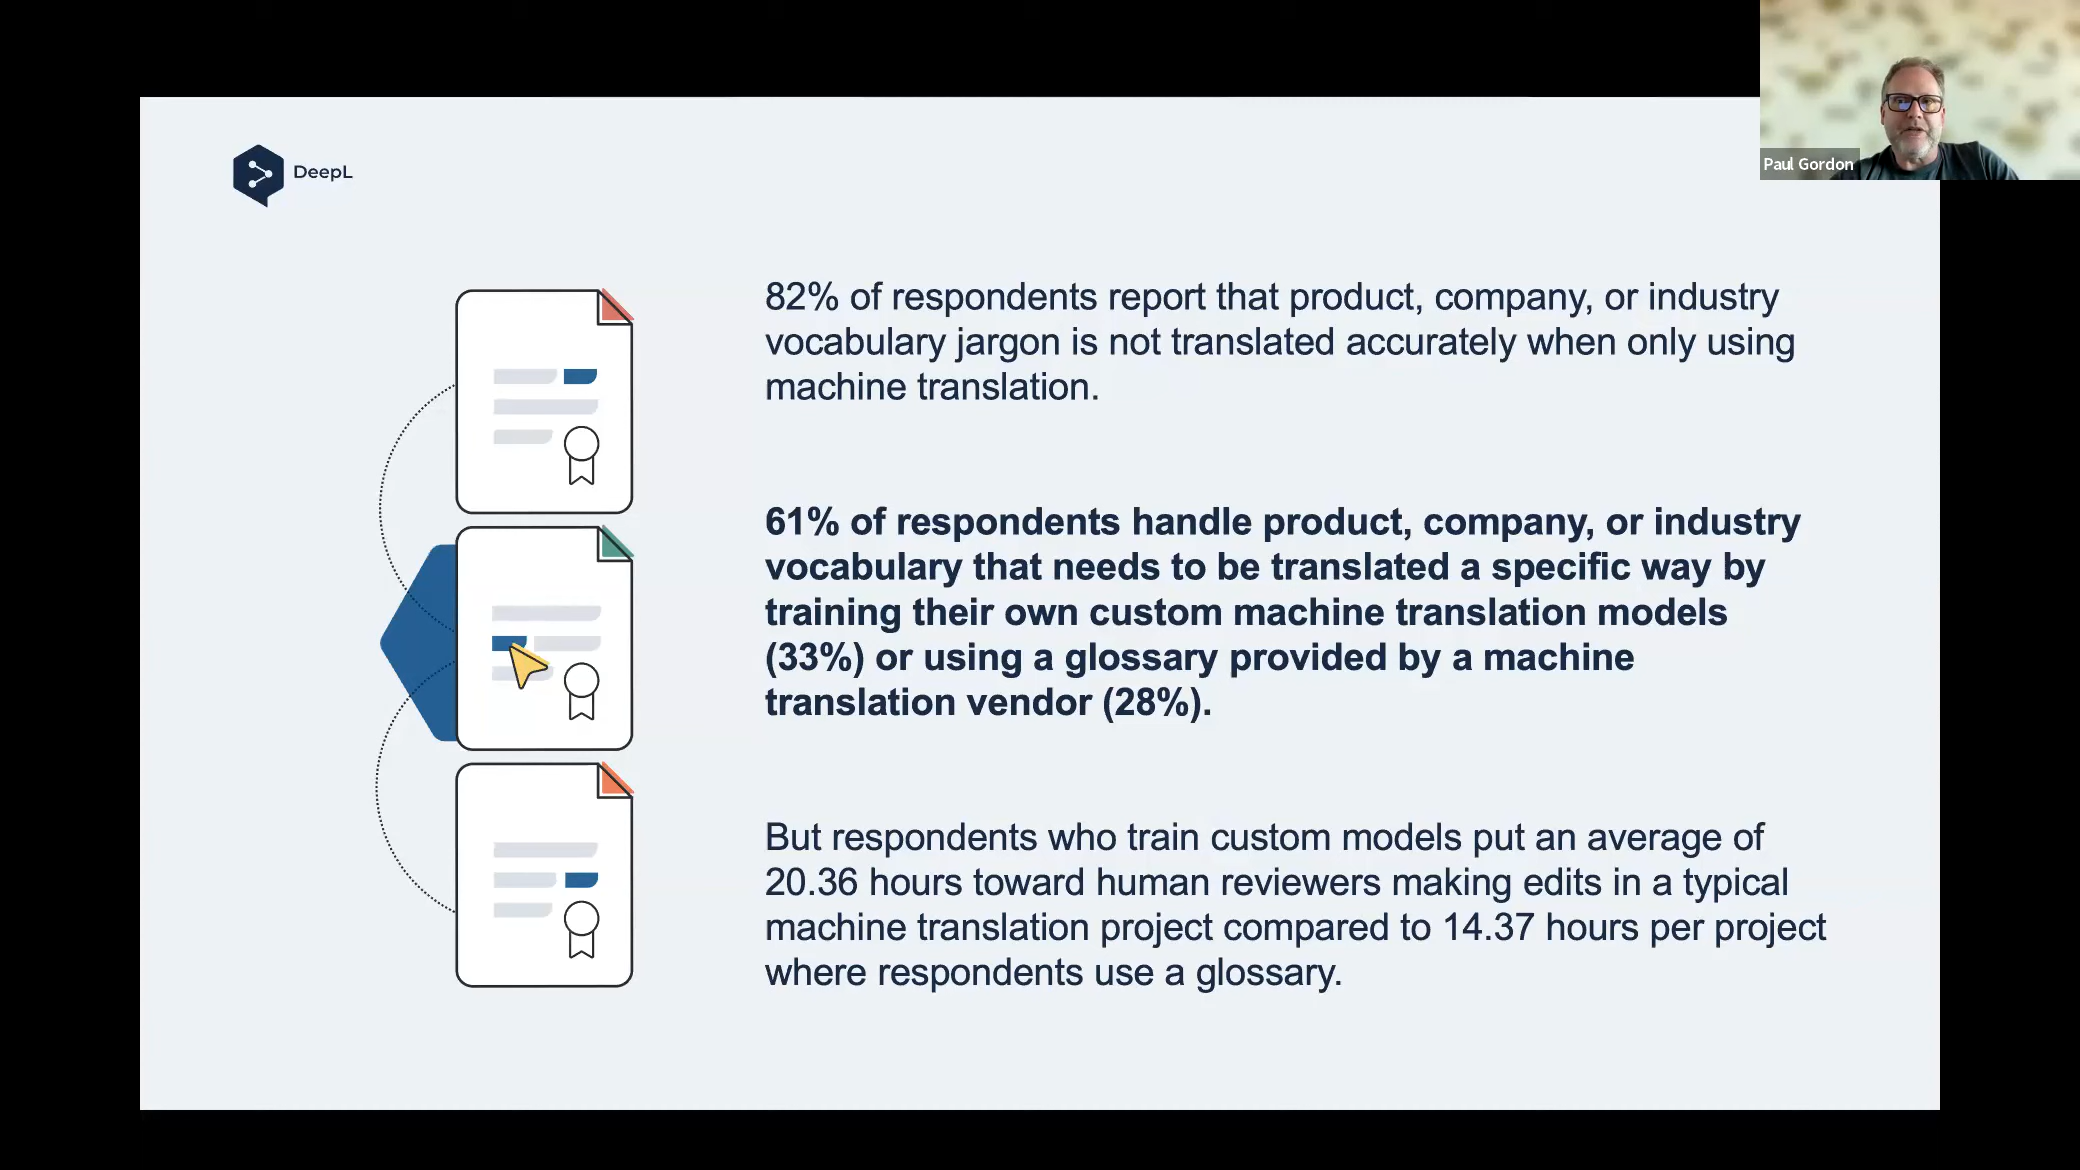 Paul Gordon
DeepL
82% of respondents report that product, company, or industry
vocabulary jargon is not translated accurately when only using
machine translation.
61% of respondents handle product, company, or industry
vocabulary that needs to be translated a specific way by
training their own custom machine translation models
(33%) or using a glossary provided by a machine
translation vendor (28%).
But respondents who train custom models put an average of
20.36 hours toward human reviewers making edits in a typical
machine translation project compared to 14.37 hours per project
where respondents use a glossary.